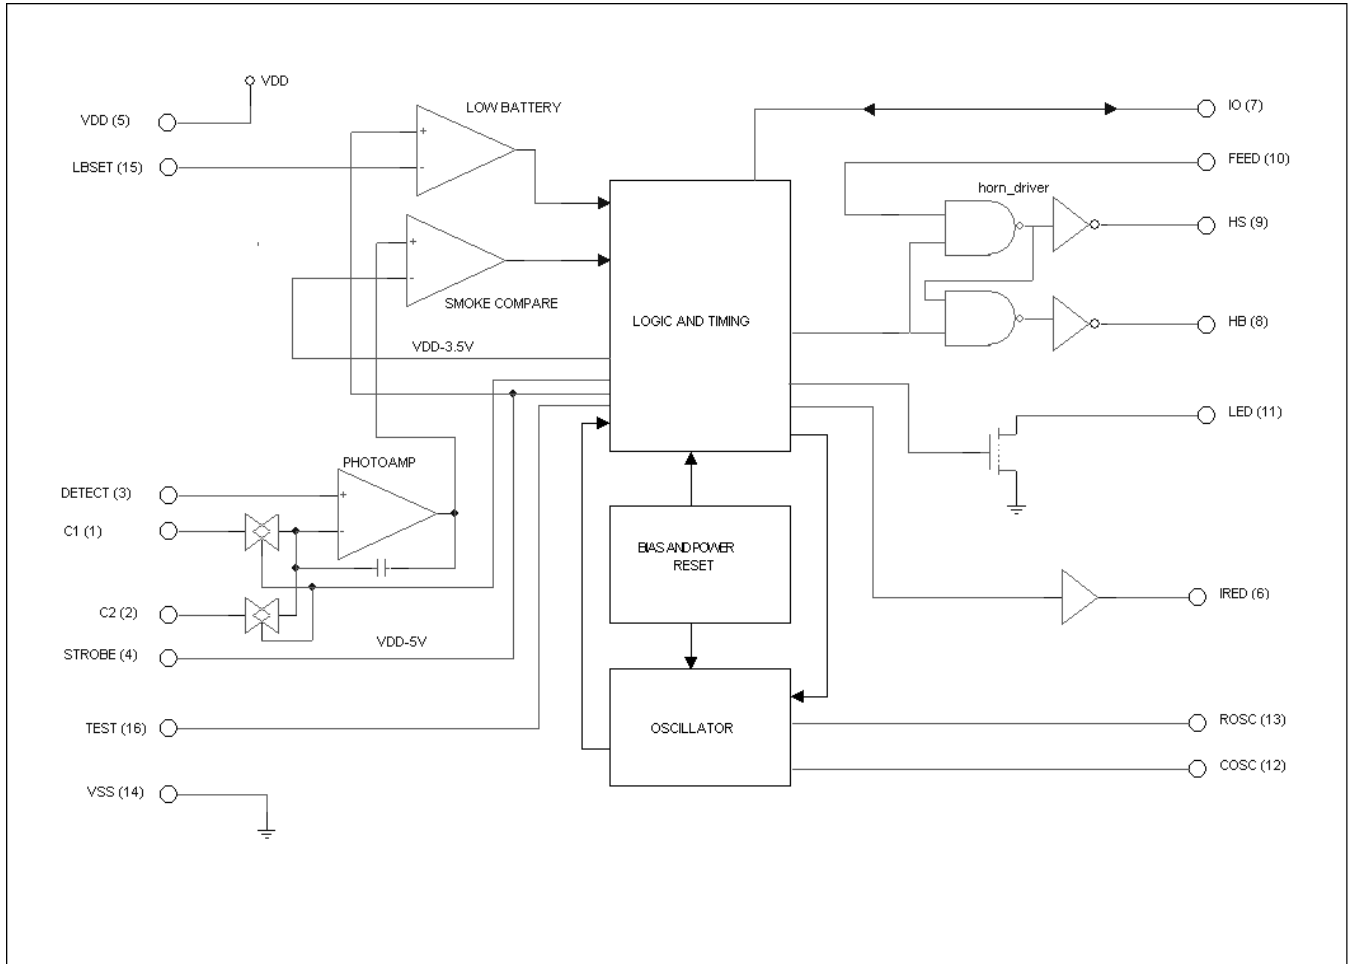 VDD
VDD (5)
LBSET (15)
LOW BATTERY
+
-
+
-
SMOKE COMPARE
VDD-3.5V
LOGIC AND TIMING
IO (7)
FEED (10)
horn_driver
HS (9)
HB (8)
LED (11)
PHOTOAMP
DETECT (3)
+
C1 (1)
-
C2 (2)
STROBE (4)
VDD-5V
TEST (16)
VSS (14)
BIAS AND POWER
RESET
OSCILLATOR
IRED (6)
ROSC (13)
COSC (12)